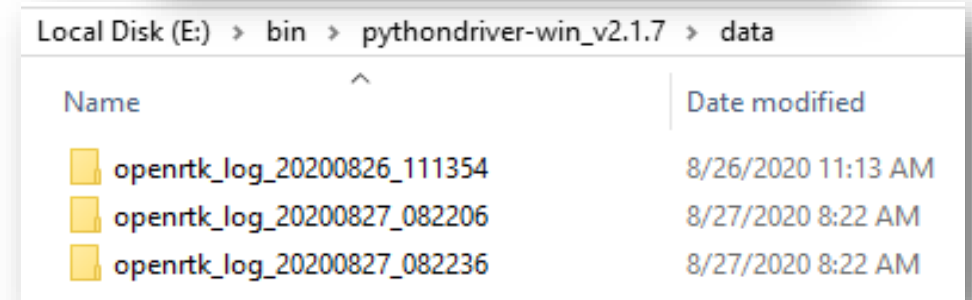 Local Disk (E:) > bin > pythondriver-win_v2.1.7 > data
Name Date modified
openrtk_log_20200826_111354 8/26/2020 11:13 AM
openrtk_log_20200827_082206 8/27/2020 8:22 AM
openrtk_log_20200827_082236 8/27/2020 8:22 AM